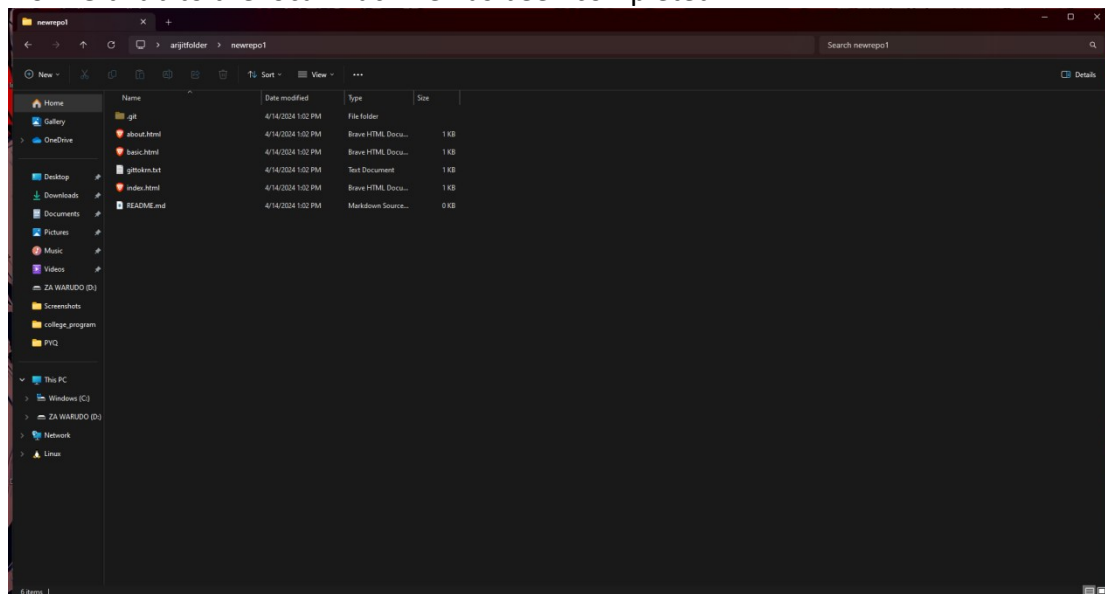 newrepo1
arijitfolder > newrepo1
Search newrepo1
New
Sort
View
Details
Name Date modified Type Size
.git 4/14/2024 1:02 PM File folder
about.html 4/14/2024 1:02 PM Brave HTML Docu... 1 KB
basic.html 4/14/2024 1:02 PM Brave HTML Docu... 1 KB
gittokrn.txt 4/14/2024 1:02 PM Text Document 1 KB
index.html 4/14/2024 1:02 PM Brave HTML Docu... 1 KB
README.md 4/14/2024 1:02 PM Markdown Source... 0 KB
Home
Gallery
OneDrive
Desktop
Downloads
Documents
Pictures
Music
Videos
ZA WARUDO (D:)
Screenshots
college_program
PYQ
This PC
Windows (C:)
ZA WARUDO (D:)
Network
Linux
6 items